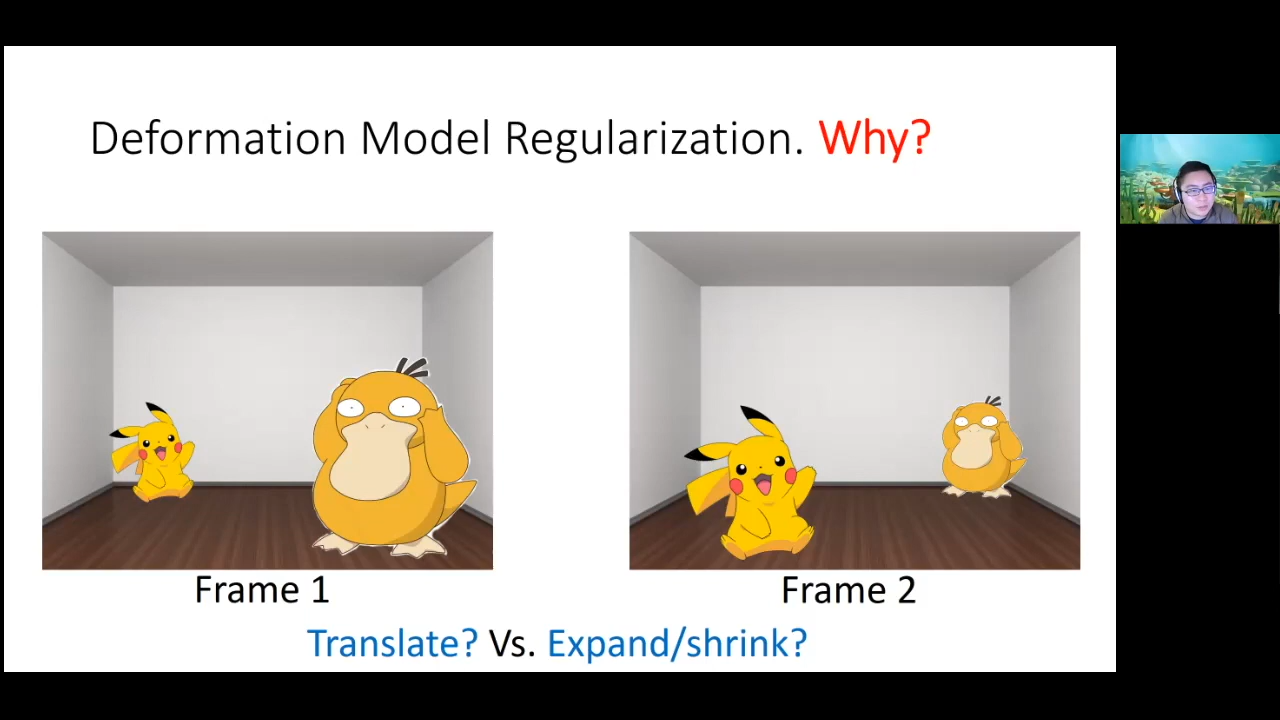 Deformation Model Regularization. Why?
Frame 1
Frame 2
Translate? Vs. Expand/shrink?